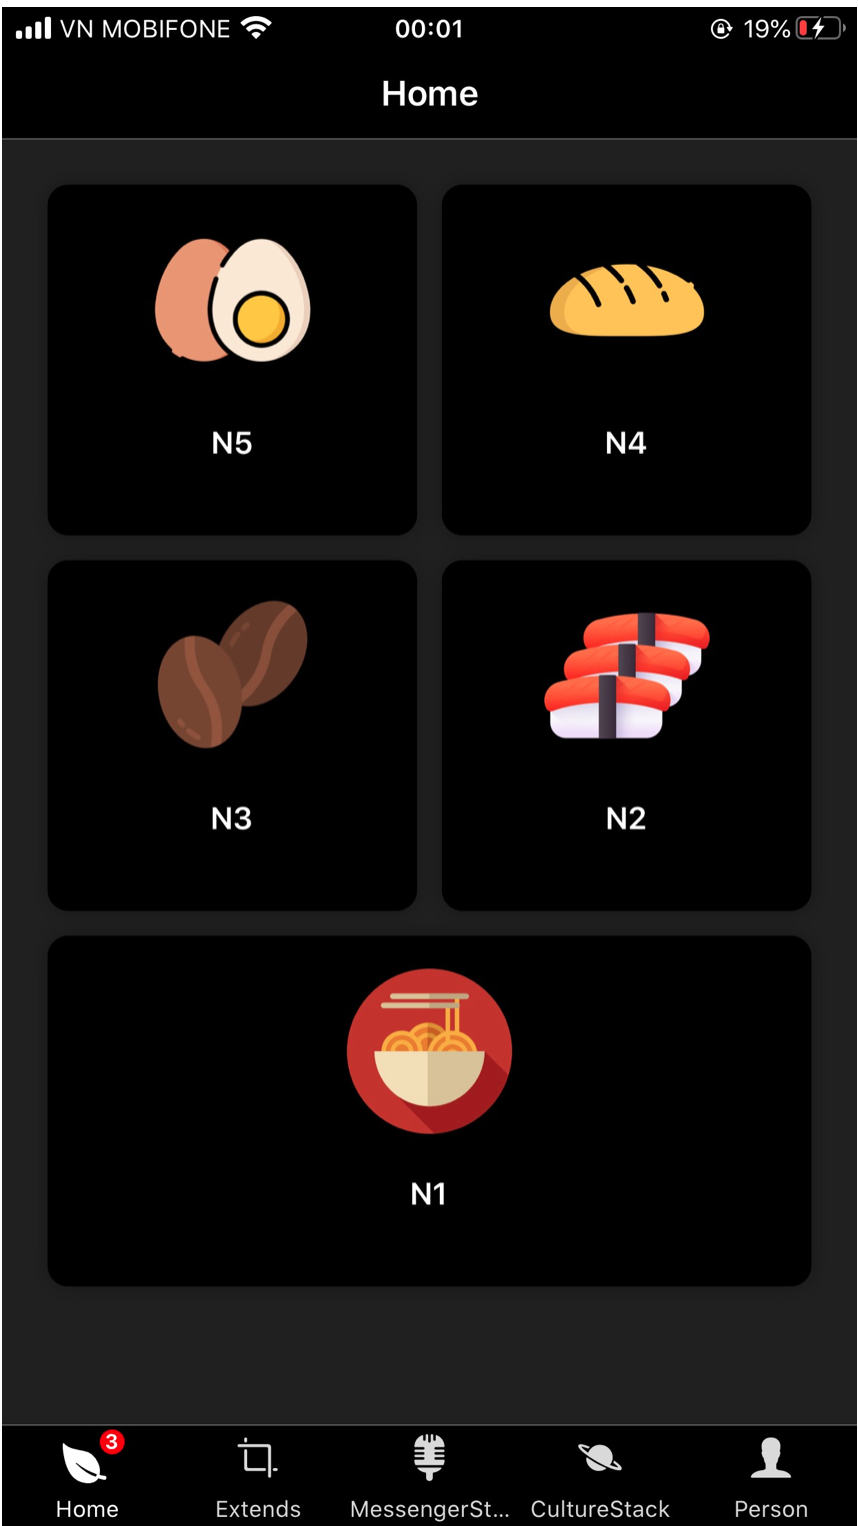 VN MOBIFONE 00:01 19%
Home
N5 N4
N3 N2
N1
3
Home Extends MessengerSt... CultureStack Person